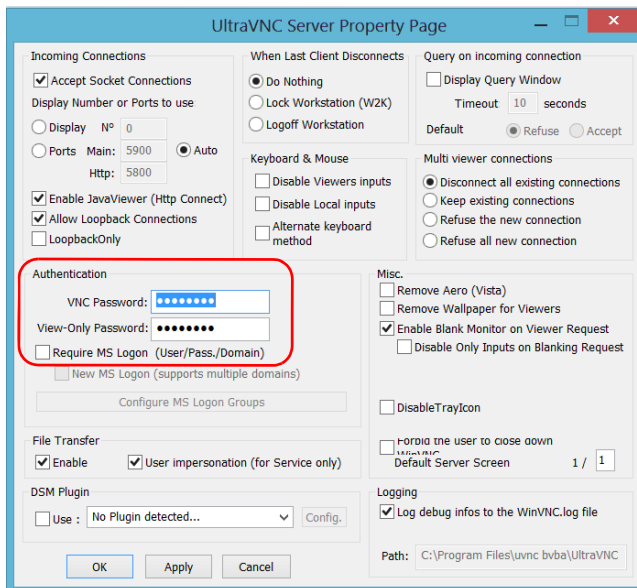 UltraVNC Server Property Page
Incoming Connections
Accept Socket Connections
Display Number or Ports to use
Display Nº 0
Ports Main: 5900 Auto
Http: 5800
Enable JavaViewer (Http Connect)
Allow Loopback Connections
LoopbackOnly
When Last Client Disconnects
Do Nothing
Lock Workstation (W2K)
Logoff Workstation
Keyboard & Mouse
Disable Viewers inputs
Disable Local inputs
Alternate keyboard
method
Query on incoming connection
Display Query Window
Timeout 10 seconds
Default Refuse Accept
Multi viewer connections
Disconnect all existing connections
Keep existing connections
Refuse the new connection
Refuse all new connection
Authentication
VNC Password: ●●●●●●●●
View-Only Password: ●●●●●●●●
Require MS Logon (User/Pass./Domain)
New MS Logon (supports multiple domains)
Configure MS Logon Groups
Misc.
Remove Aero (Vista)
Remove Wallpaper for Viewers
Enable Blank Monitor on Viewer Request
Disable Only Inputs on Blanking Request
DisableTrayIcon
Forbid the user to close down
WinVNC
Default Server Screen 1 / 1
File Transfer
Enable User impersonation (for Service only)
DSM Plugin
Use : No Plugin detected... Config.
Logging
Log debug infos to the WinVNC.log file
Path: C:\Program Files\uvnc bvba\UltraVNC
OK Apply Cancel